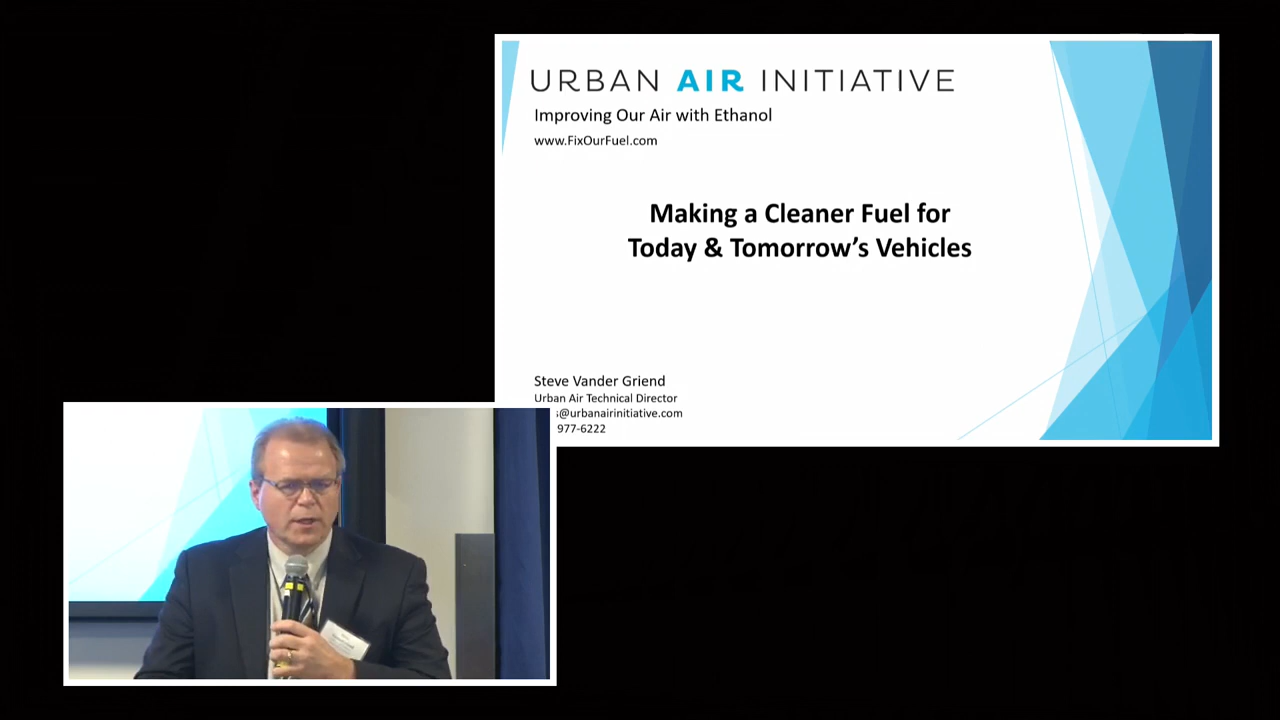 URBAN AIR INITIATIVE
Improving Our Air with Ethanol
www.FixOurFuel.com
Making a Cleaner Fuel for
Today & Tomorrow's Vehicles
Steve Vander Griend
Urban Air Technical Director
s@urbanairinitiative.com
977-6222